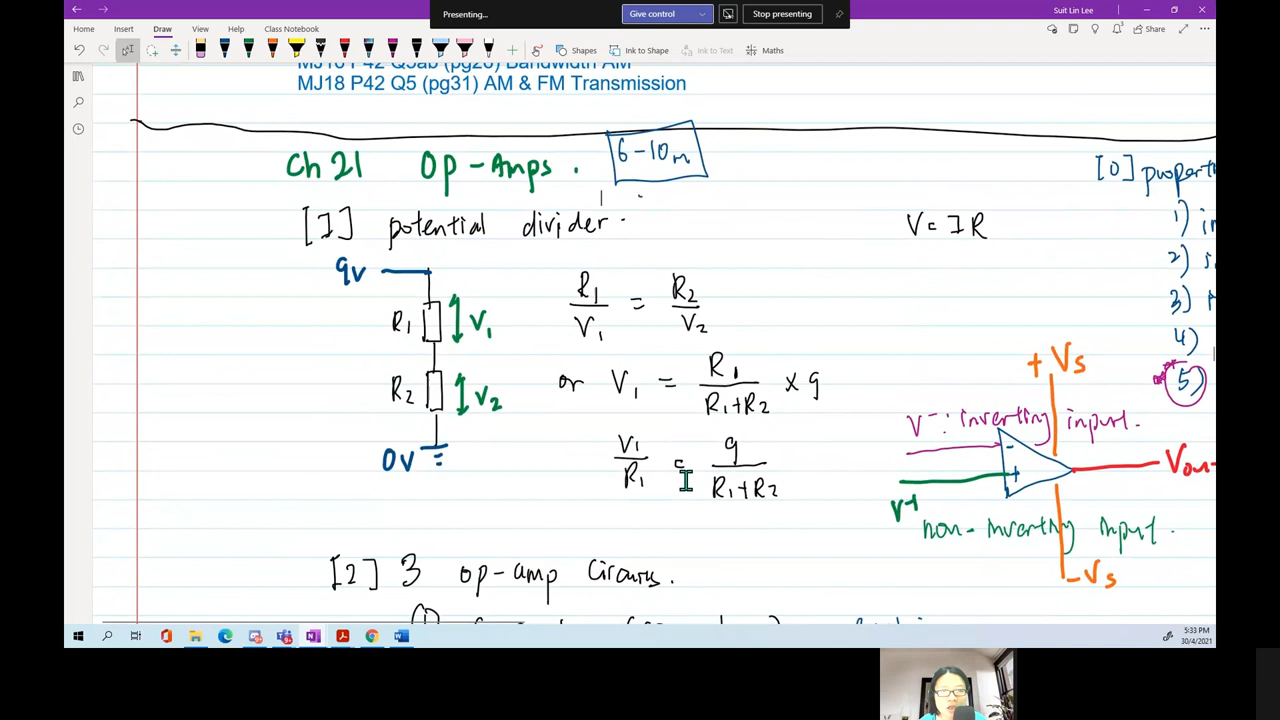 Presenting...
Give control
Stop presenting
Suit Lin Lee
Home Insert Draw View Help Class Notebook
Share
Shapes Ink to Shape Ink to Text Maths
MJ18 P42 Q5 (pg31) AM & FM Transmission
Ch 21 Op-Amps. 6-10m
[1] potential divider.
V = IR
9V
R1 V1
R2 V2
0V
R1/V1 = R2/V2
or V1 = R1/R1+R2 × 9
V1/R1 = 9/R1+R2
[0]
1)
2)
3)
4)
5)
+Vs
V-: inverting input.
-
+
V+
non-inverting input.
-Vs
[2] 3 op-amp circuits.
5:33 PM
30/4/2021